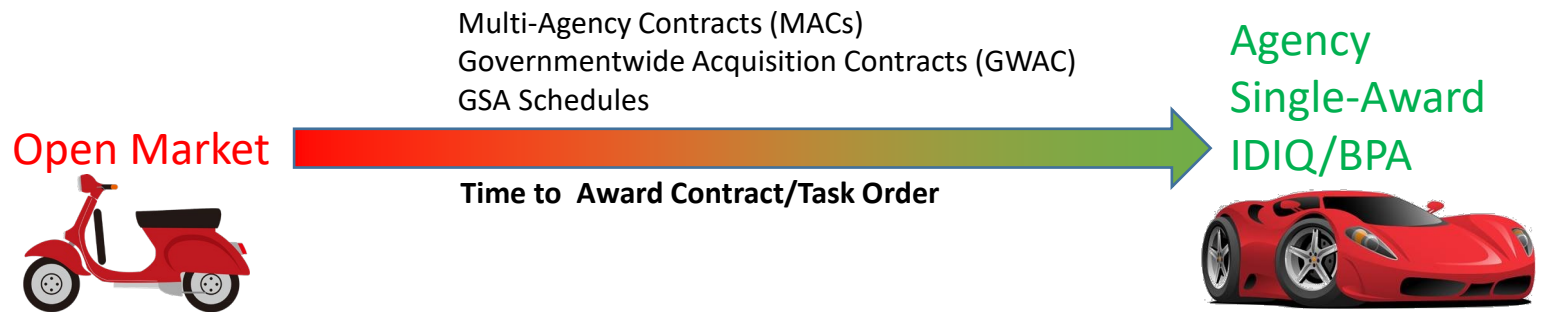 Open Market
Multi-Agency Contracts (MACs)
Governmentwide Acquisition Contracts (GWAC)
GSA Schedules
Time to  Award Contract/Task Order
Agency
Single-Award
IDIQ/BPA